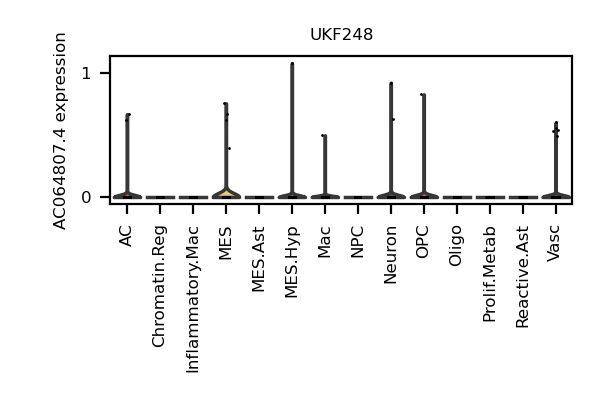 UKF248
AC064807.4 expression
1
0
AC
Chromatin.Reg
Inflammatory.Mac
MES
MES.Ast
MES.Hyp
Mac
NPC
Neuron
OPC
Oligo
Prolif.Metab
Reactive.Ast
Vasc